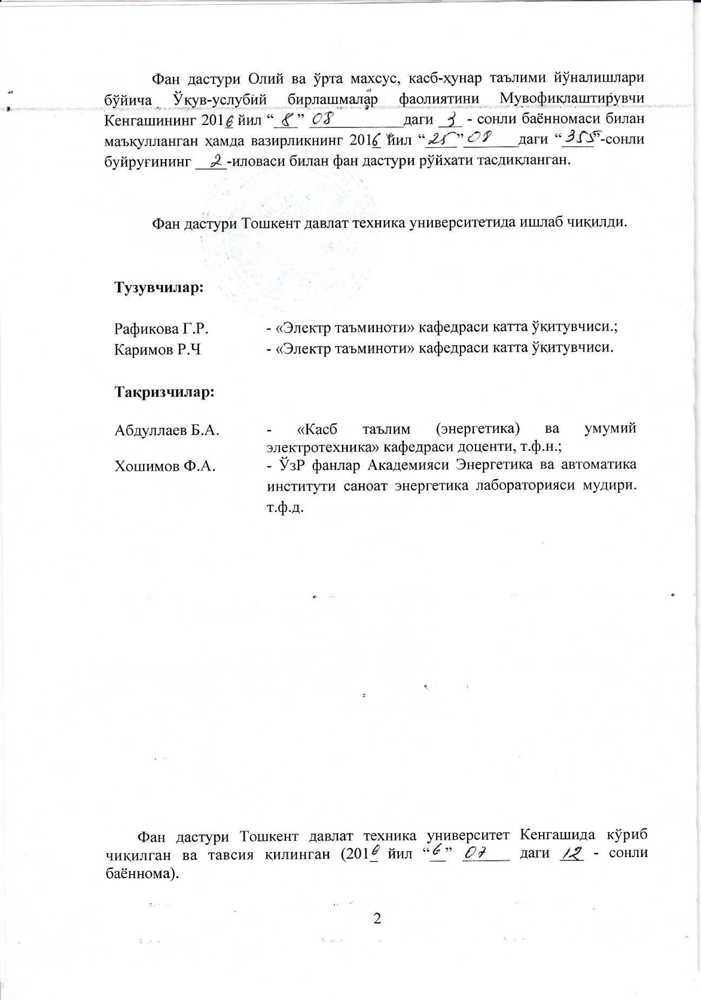 Фан дастури Олий ва ўрта махсус, касб-ҳунар таълими йўналишлари
бўйича Ўқув-услубий бирлашмалар фаолиятини Мувофиқлаштирувчи
Кенгашининг 2016 йил “ 8 ” 08 даги 3 - сонли баённомаси билан
маъқулланган ҳамда вазирликнинг 2016 йил “ 25 ” 08 даги “ 355 ”-сонли
буйруғининг 2 -иловаси билан фан дастури рўйхати тасдиқланган.
Фан дастури Тошкент давлат техника университетида ишлаб чиқилди.
Тузувчилар:
Рафикова Г.Р. - «Электр таъминоти» кафедраси катта ўқитувчиси.;
Каримов Р.Ч - «Электр таъминоти» кафедраси катта ўқитувчиси.
Тақризчилар:
Абдуллаев Б.А. - «Касб таълим (энергетика) ва умумий
электротехника» кафедраси доценти, т.ф.н.;
Хошимов Ф.А. - ЎзР фанлар Академияси Энергетика ва автоматика
институти саноат энергетика лабораторияси мудири.
т.ф.д.
Фан дастури Тошкент давлат техника университет Кенгашида кўриб
чиқилган ва тавсия қилинган (2016 йил “ 6 ” 07 даги 12 - сонли
баённома).
2